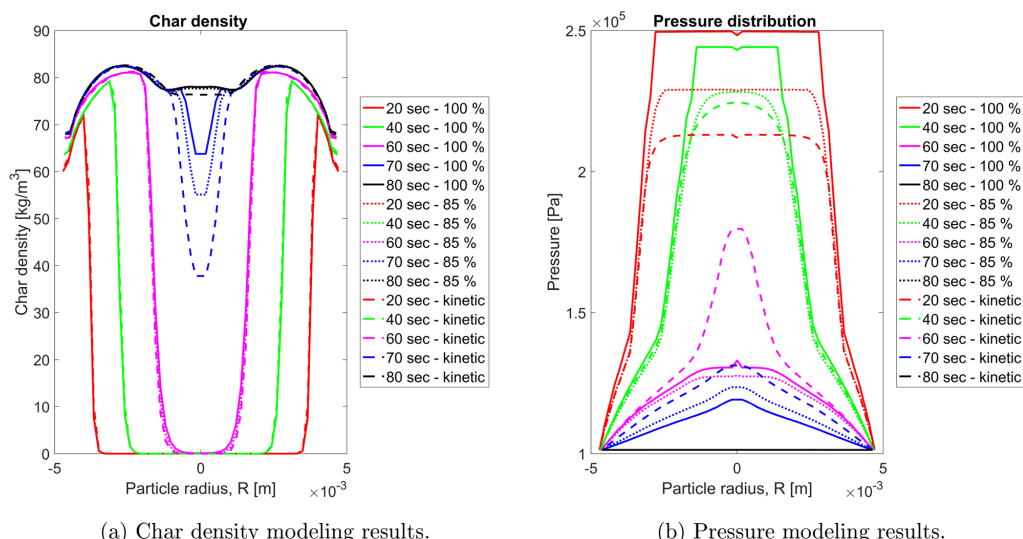 Char density
90
80
70
60
50
40
30
20
10
0
Char density [kg/m³]
-5
0
5
Particle radius, R [m]
×10⁻³
20 sec - 100 %
40 sec - 100 %
60 sec - 100 %
70 sec - 100 %
80 sec - 100 %
20 sec - 85 %
40 sec - 85 %
60 sec - 85 %
70 sec - 85 %
80 sec - 85 %
20 sec - kinetic
40 sec - kinetic
60 sec - kinetic
70 sec - kinetic
80 sec - kinetic
(a) Char density modeling results.
Pressure distribution
×10⁵
2.5
2
1.5
1
Pressure [Pa]
-5
0
5
Particle radius, R [m]
×10⁻³
20 sec - 100 %
40 sec - 100 %
60 sec - 100 %
70 sec - 100 %
80 sec - 100 %
20 sec - 85 %
40 sec - 85 %
60 sec - 85 %
70 sec - 85 %
80 sec - 85 %
20 sec - kinetic
40 sec - kinetic
60 sec - kinetic
70 sec - kinetic
80 sec - kinetic
(b) Pressure modeling results.